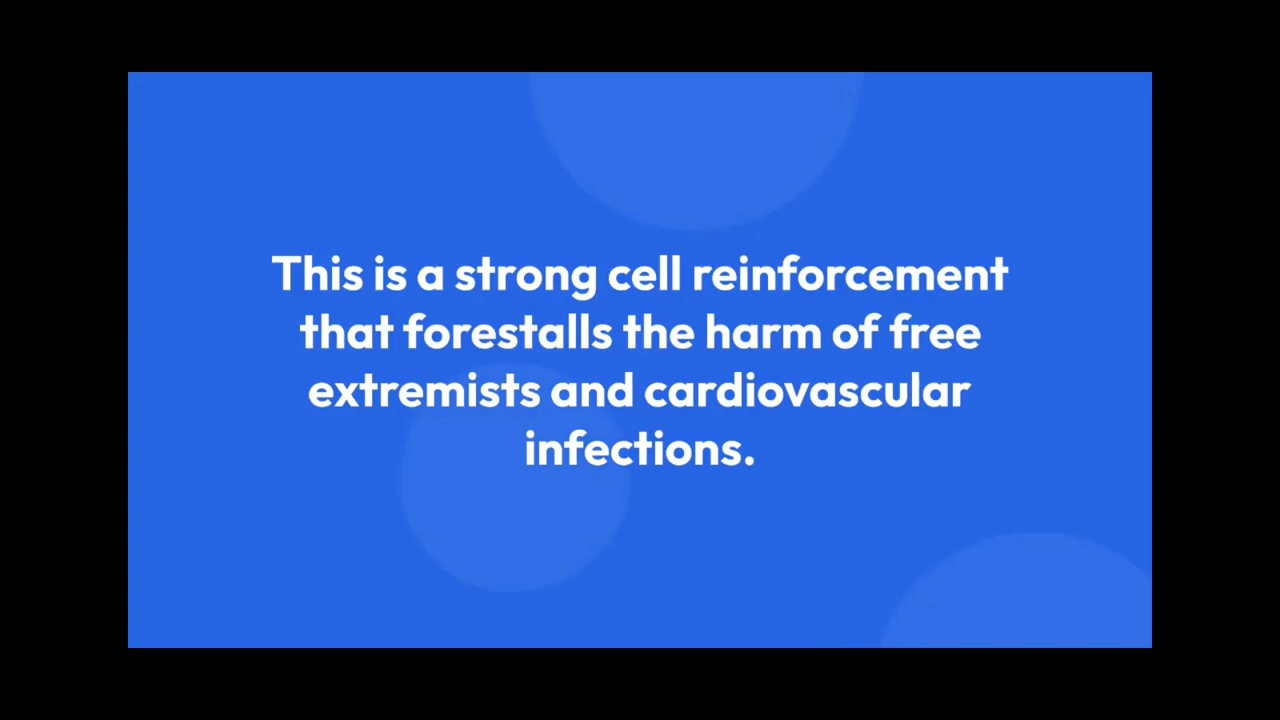 This is a strong cell reinforcement
that forestalls the harm of free
extremists and cardiovascular
infections.